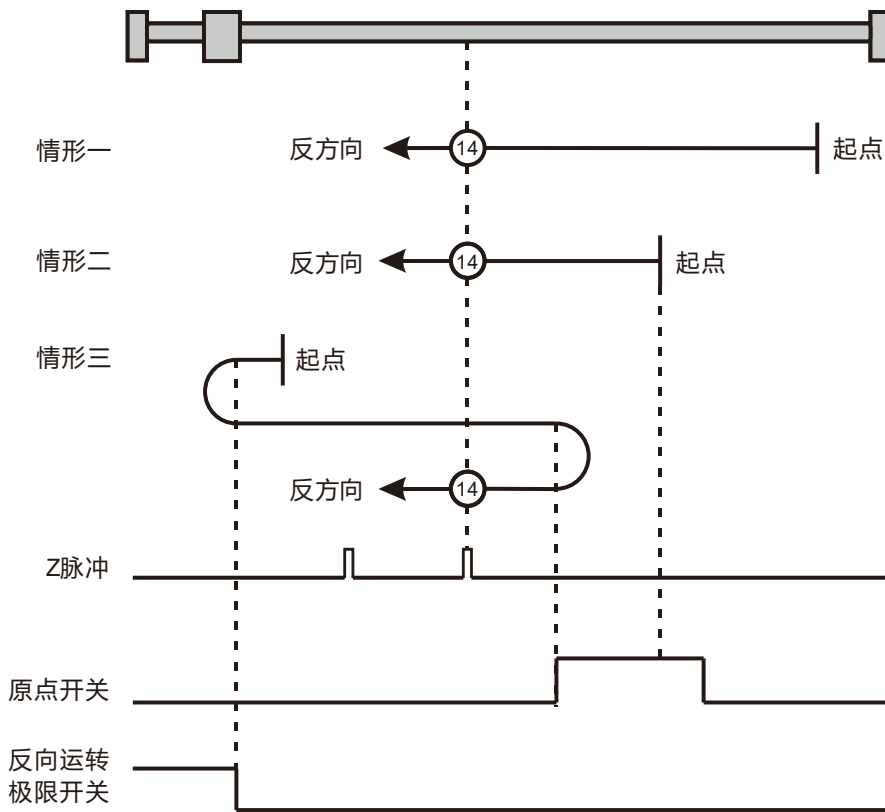 情形一
反方向
14
起点
情形二
反方向
14
起点
情形三
起点
反方向
14
Z脉冲
原点开关
反向运转
极限开关